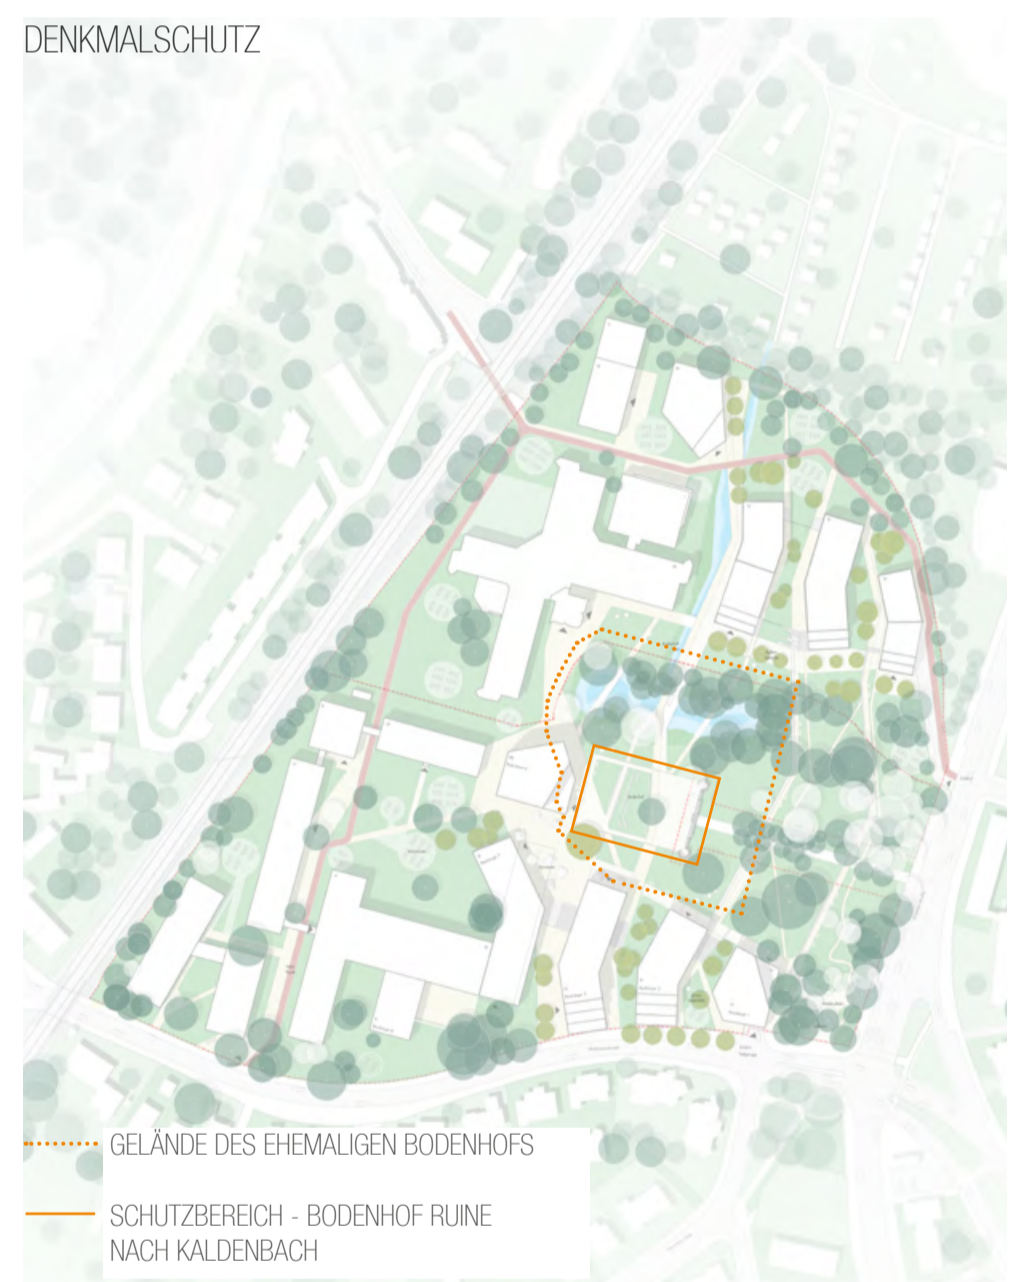 DENKMALSCHUTZ
GELÄNDE DES EHEMALIGEN BODENHOFS
SCHUTZBEREICH - BODENHOF RUINE
NACH KALDENBACH